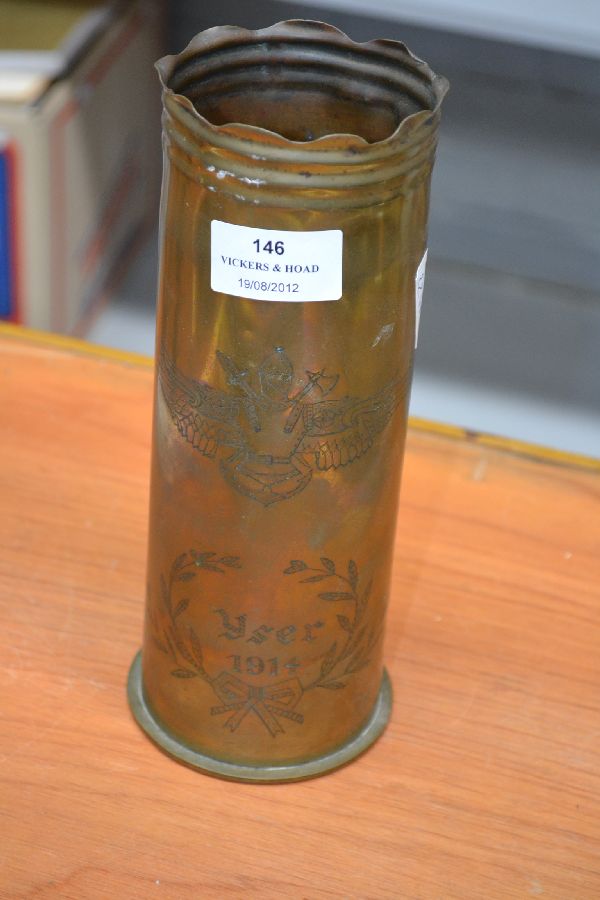 146
VICKERS & HOAD
19/08/2012
Yser
1914